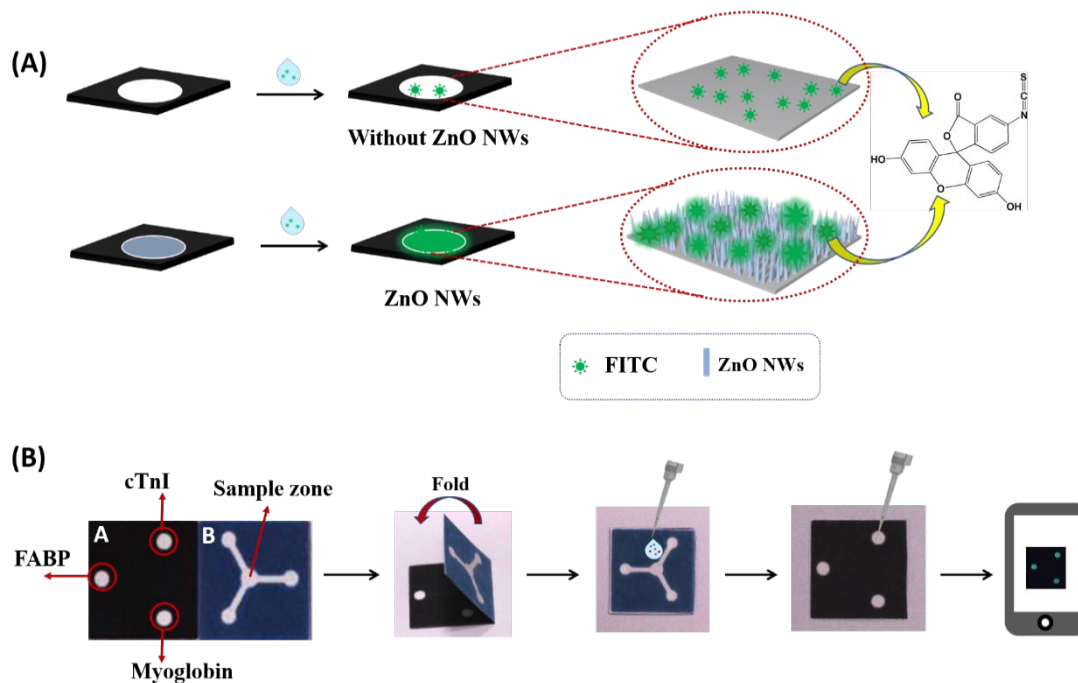 (A)
Without ZnO NWs
S
C
N
O
O
HO
O
OH
ZnO NWs
FITC
ZnO NWs
(B)
cTnI
Sample zone
Fold
A
B
FABP
Myoglobin